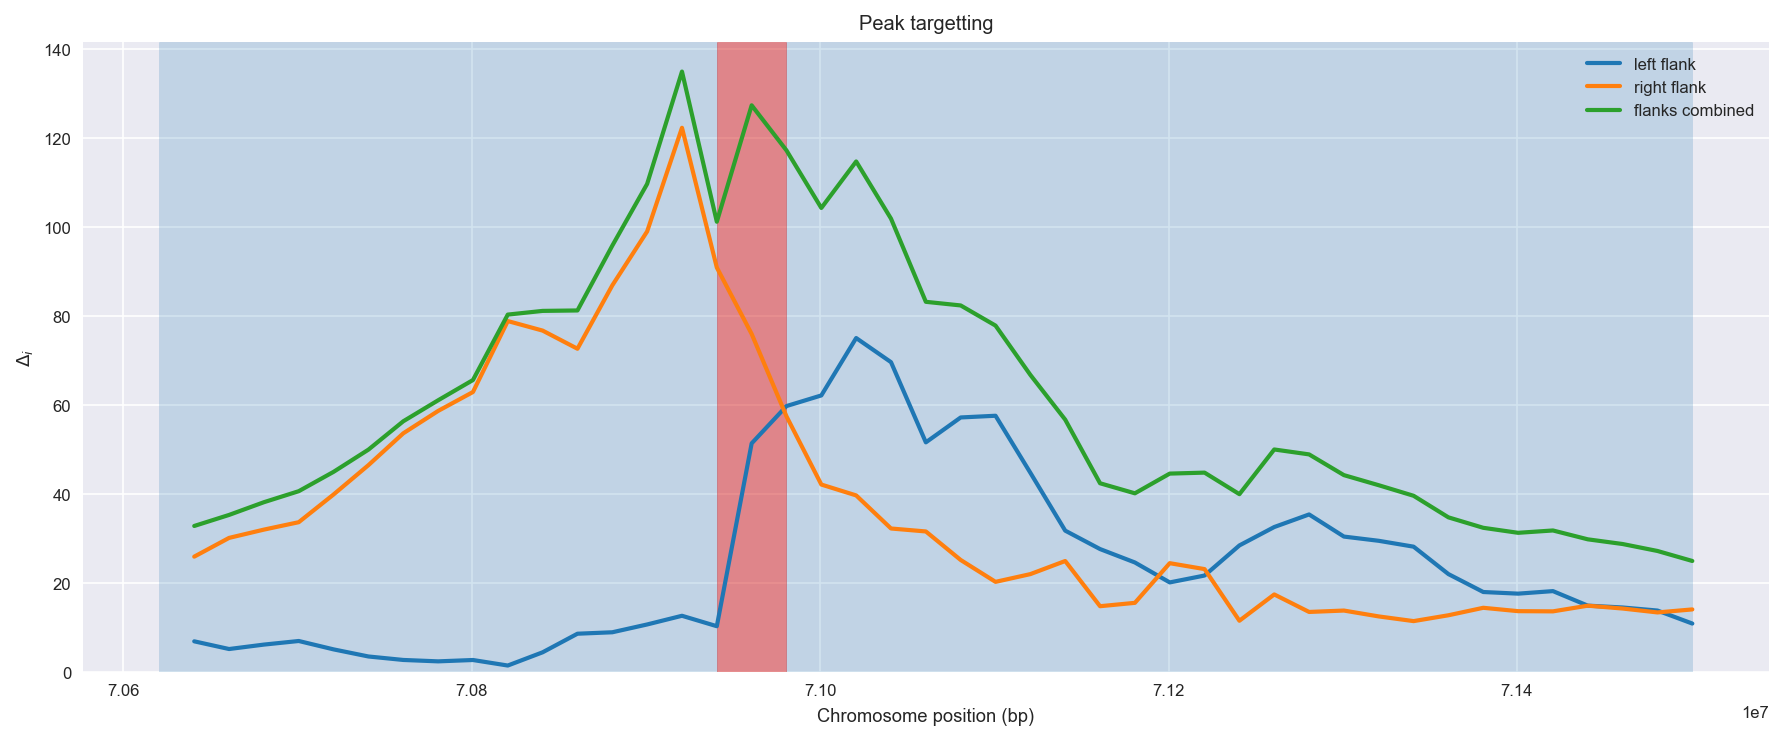 Peak targetting
140
120
100
80
60
40
20
0
Δi
left flank
right flank
flanks combined
7.06
7.08
7.10
7.12
7.14
1e7
Chromosome position (bp)